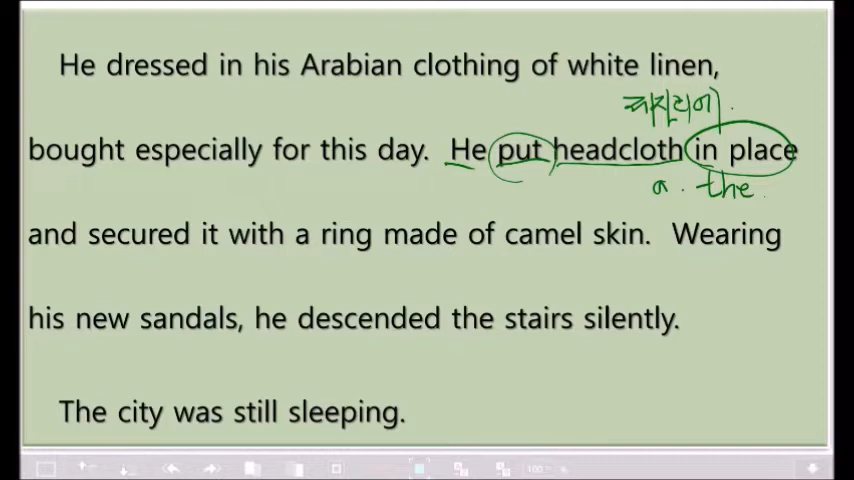 He dressed in his Arabian clothing of white linen,
제자리에.
bought especially for this day. He put headcloth in place
a. the.
and secured it with a ring made of camel skin. Wearing
his new sandals, he descended the stairs silently.
The city was still sleeping.
100